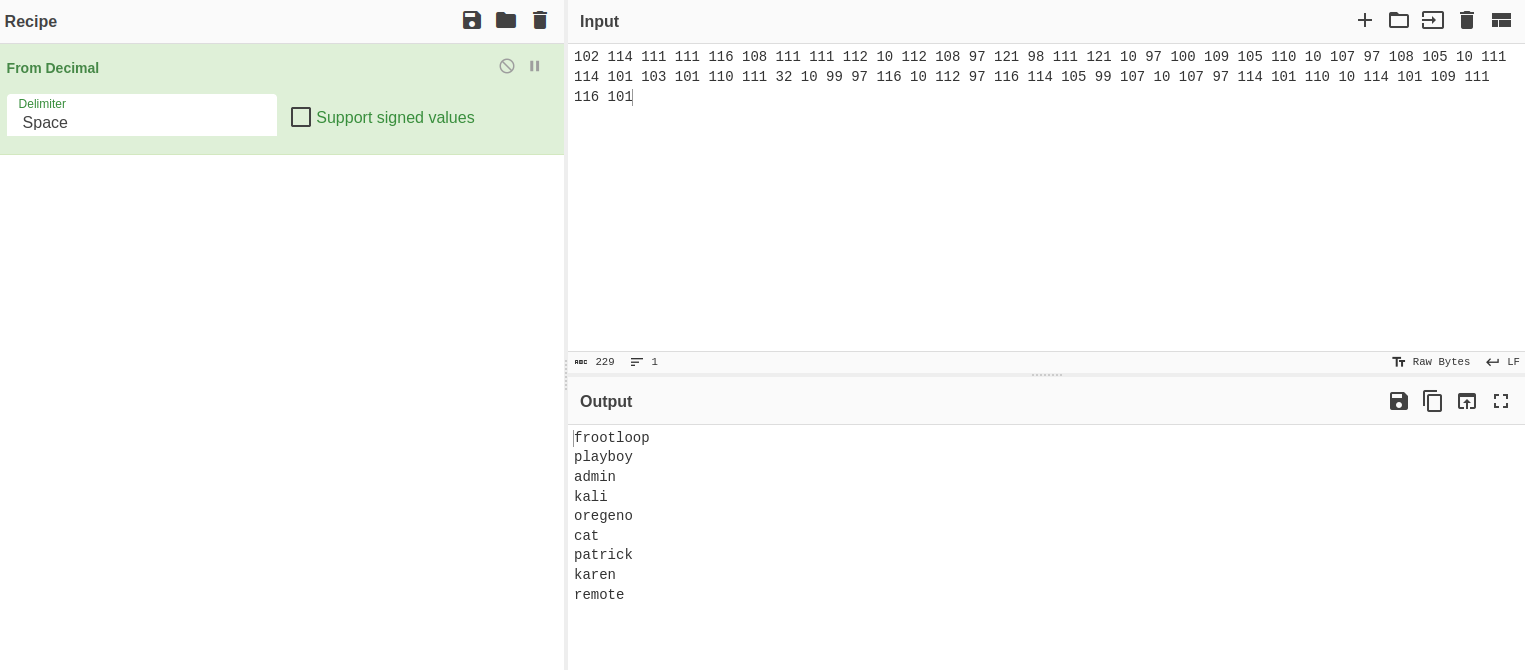 Recipe
From Decimal
Delimiter
Space
Support signed values
Input
102 114 111 111 116 108 111 111 112 10 112 108 97 121 98 111 121 10 97 100 109 105 110 10 107 97 108 105 10 111
114 101 103 101 110 111 32 10 99 97 116 10 112 97 116 114 105 99 107 10 107 97 114 101 110 10 114 101 109 111
116 101
ABC 229 1 Raw Bytes LF
Output
frootloop
playboy
admin
kali
oregeno
cat
patrick
karen
remote